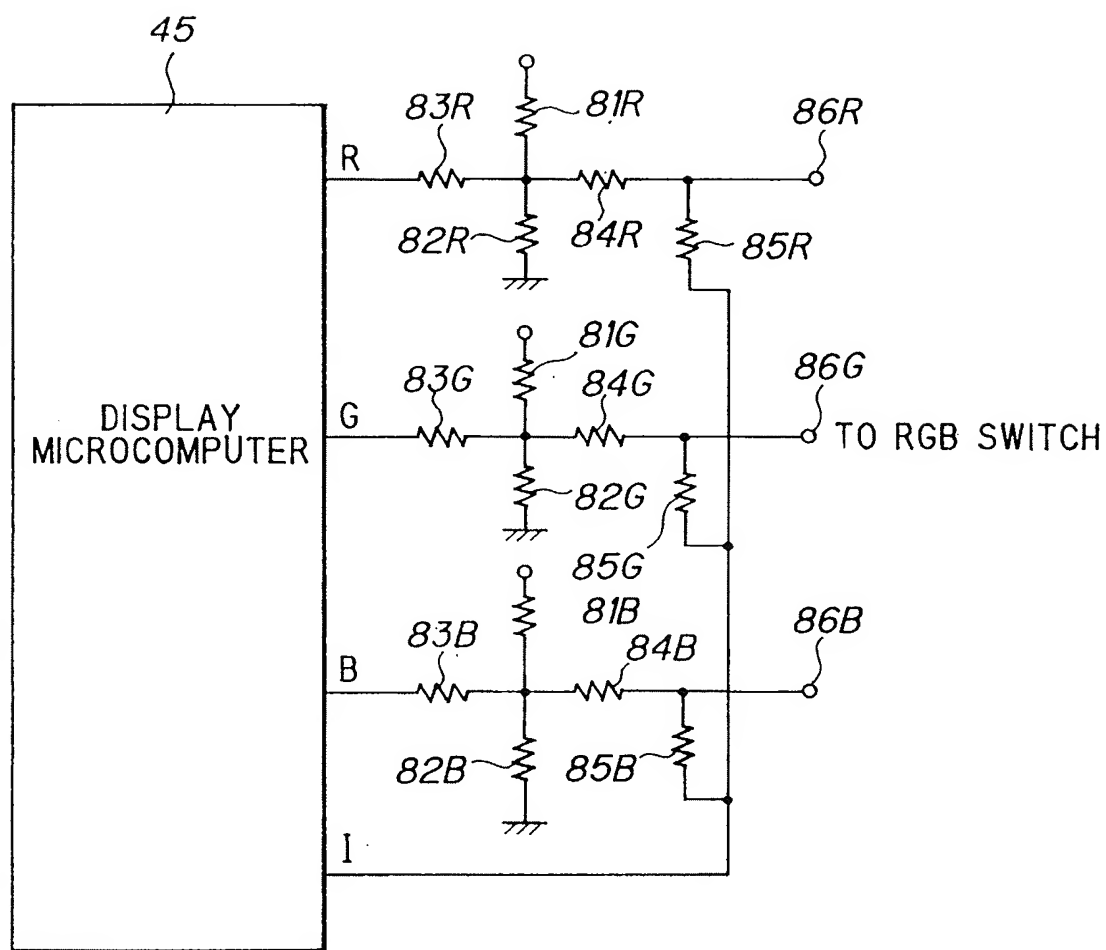 45
83R
81R
86R
R
82R
84R
85R
81G
83G
84G
86G
G
DISPLAY
MICROCOMPUTER
TO RGB SWITCH
82G
85G
81B
83B
84B
86B
B
82B
85B
I